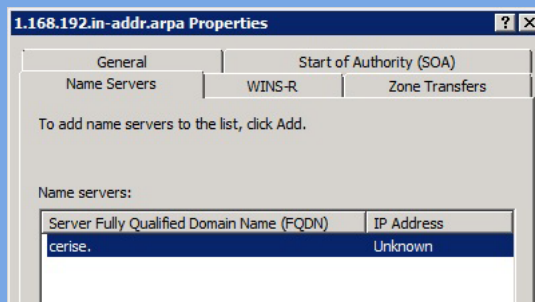 1.168.192.in-addr.arpa Properties
General Start of Authority (SOA)
Name Servers WINS-R Zone Transfers
To add name servers to the list, click Add.
Name servers:
Server Fully Qualified Domain Name (FQDN) IP Address
cerise. Unknown